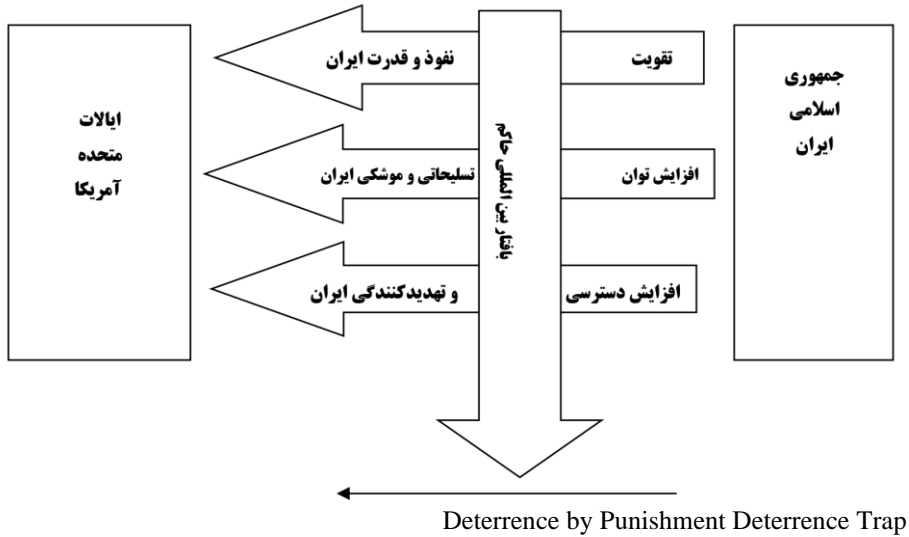 جمهوری
اسلامی
ایران
تقویت
نفوذ و قدرت ایران
افزایش توان
تسلیحاتی و موشکی ایران
افزایش دسترسی
و تهدیدکنندگی ایران
بافتار بین المللی حاکم
ایالات
متحده
آمریکا
Deterrence by Punishment Deterrence Trap